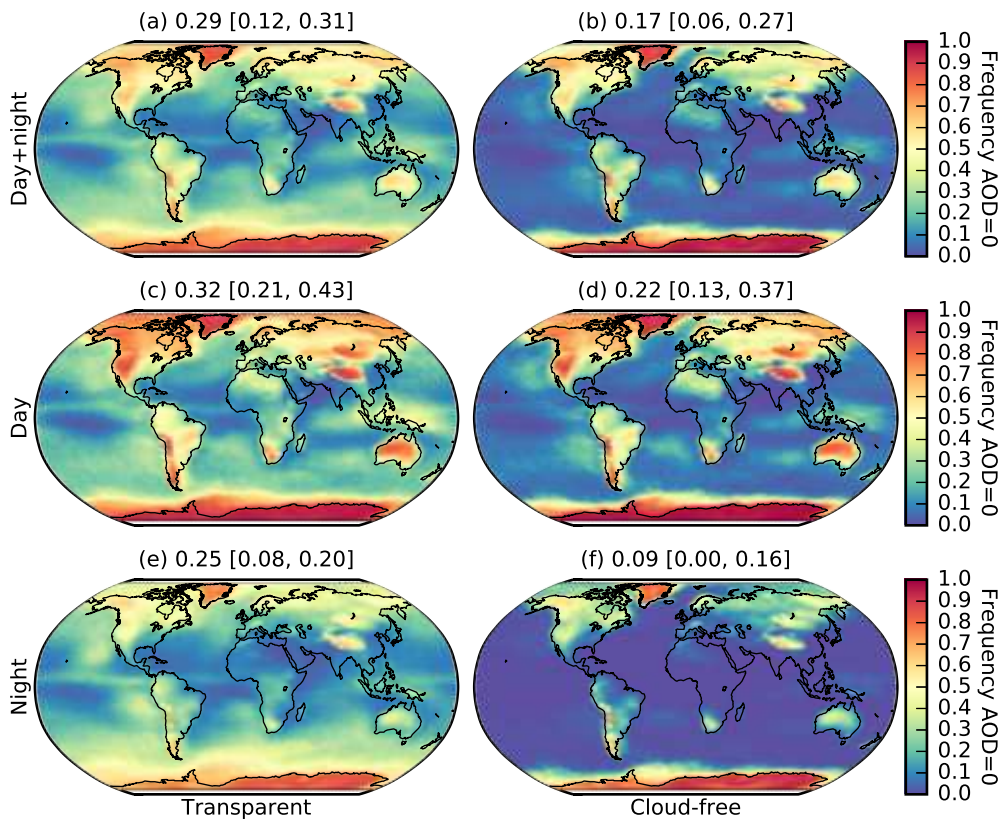 (a) 0.29 [0.12, 0.31]
(b) 0.17 [0.06, 0.27]
Day+night
1.0
0.9
0.8
0.7
0.6
0.5
0.4
0.3
0.2
0.1
0.0
Frequency AOD=0
(c) 0.32 [0.21, 0.43]
(d) 0.22 [0.13, 0.37]
Day
1.0
0.9
0.8
0.7
0.6
0.5
0.4
0.3
0.2
0.1
0.0
Frequency AOD=0
(e) 0.25 [0.08, 0.20]
(f) 0.09 [0.00, 0.16]
Night
1.0
0.9
0.8
0.7
0.6
0.5
0.4
0.3
0.2
0.1
0.0
Frequency AOD=0
Transparent
Cloud-free